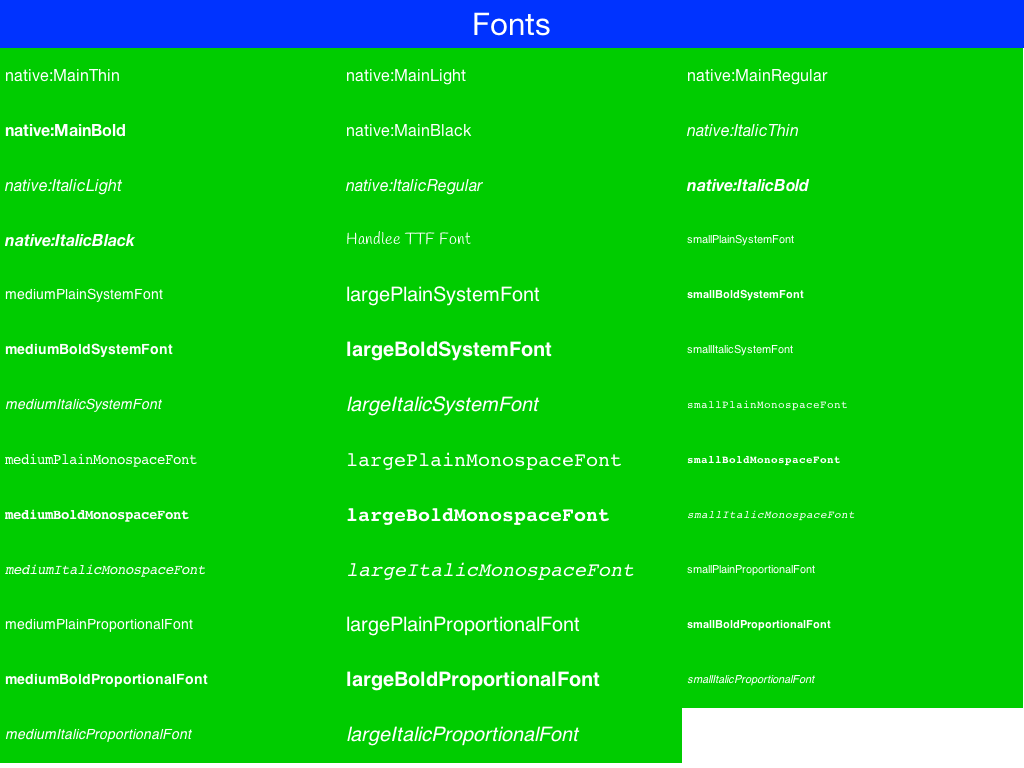 Fonts
native:MainThin
native:MainLight
native:MainRegular
native:MainBold
native:MainBlack
native:ItalicThin
native:ItalicLight
native:ItalicRegular
native:ItalicBold
native:ItalicBlack
Handlee TTF Font
smallPlainSystemFont
mediumPlainSystemFont
largePlainSystemFont
smallBoldSystemFont
mediumBoldSystemFont
largeBoldSystemFont
smallItalicSystemFont
mediumItalicSystemFont
largeItalicSystemFont
smallPlainMonospaceFont
mediumPlainMonospaceFont
largePlainMonospaceFont
smallBoldMonospaceFont
mediumBoldMonospaceFont
largeBoldMonospaceFont
smallItalicMonospaceFont
mediumItalicMonospaceFont
largeItalicMonospaceFont
smallPlainProportionalFont
mediumPlainProportionalFont
largePlainProportionalFont
smallBoldProportionalFont
mediumBoldProportionalFont
largeBoldProportionalFont
smallItalicProportionalFont
mediumItalicProportionalFont
largeItalicProportionalFont